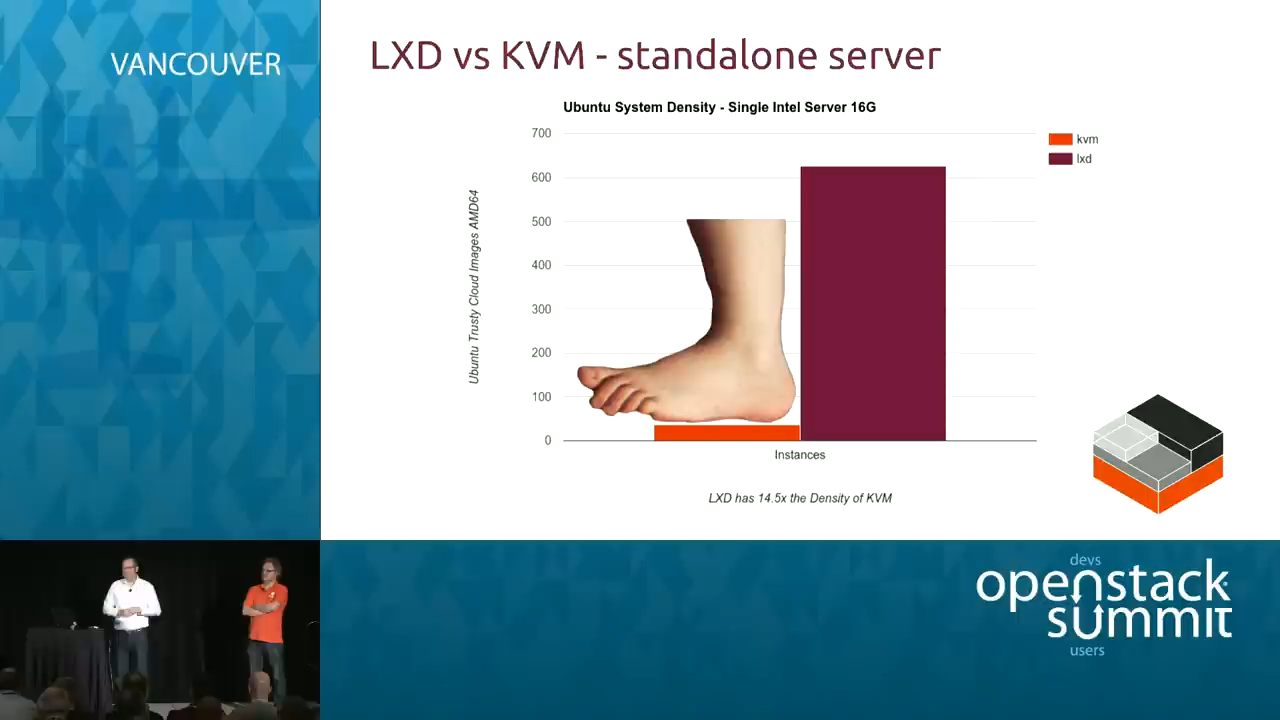 VANCOUVER
LXD vs KVM - standalone server
Ubuntu System Density - Single Intel Server 16G
700
600
500
400
300
200
100
0
Ubuntu Trusty Cloud Images AMD64
kvm
lxd
Instances
LXD has 14.5x the Density of KVM
devs
openstack
summit
users